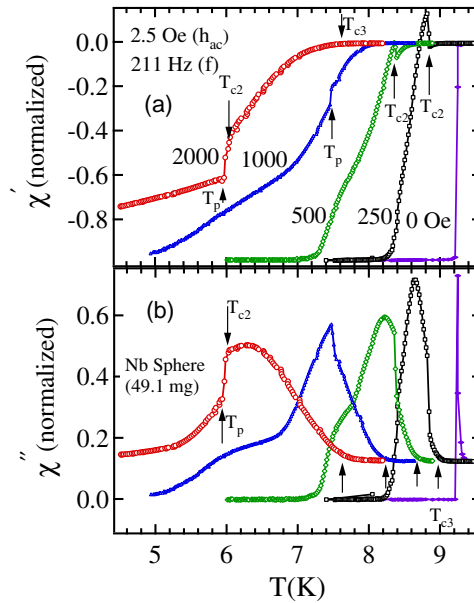 2.5 Oe (h_ac)
211 Hz (f)
T_c3
0.0
-0.2
-0.4
-0.6
-0.8
χ′ (normalized)
(a)
T_c2
T_c2
T_c2
T_p
T_p
2000
1000
500
250
0 Oe
(b)
T_c2
Nb Sphere
(49.1 mg)
T_p
T_c3
0.6
0.4
0.2
0.0
χ″ (normalized)
5
6
7
8
9
T(K)